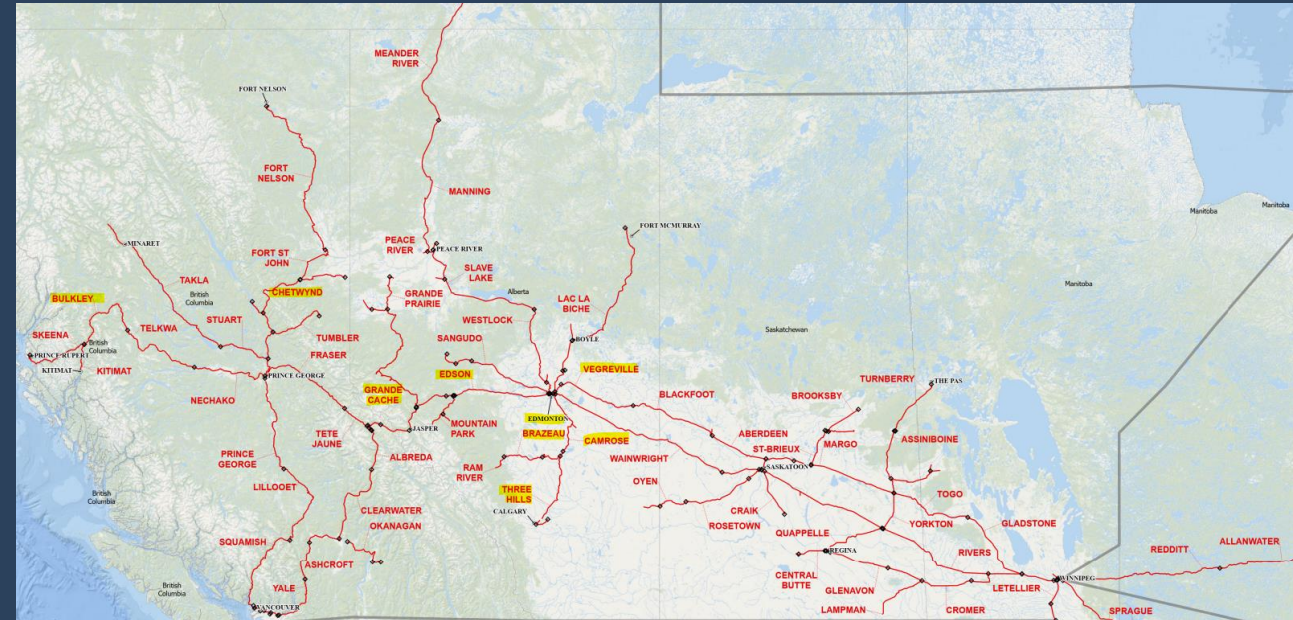 MEANDER
RIVER
FORT NELSON
FORT
NELSON
MANNING
Manitoba
Manitoba
FORT MCMURRAY
MINARET
PEACE
RIVER
PEACE RIVER
FORT ST
JOHN
SLAVE
LAKE
TAKLA
British
Columbia
CHETWYND
GRANDE
PRAIRIE
Alberta
LAC LA
BICHE
Manitoba
BULKLEY
STUART
WESTLOCK
SKEENA
TELKWA
TUMBLER
SANGUDO
BOYLE
Saskatchewan
British
Columbia
PRINCE RUPERT
FRASER
KITIMAT
KITIMAT
PRINCE GEORGE
EDSON
VEGREVILLE
TURNBERRY
THE PAS
NECHAKO
GRANDE
CACHE
BLACKFOOT
BROOKSBY
EDMONTON
TETE
JAUNE
JASPER
MOUNTAIN
PARK
BRAZEAU
CAMROSE
ABERDEEN
ST-BRIEUX
MARGO
ASSINIBOINE
PRINCE
GEORGE
ALBREDA
RAM
RIVER
WAINWRIGHT
SASKATOON
OYEN
LILLOOET
THREE
HILLS
CALGARY
TOGO
British
Columbia
CLEARWATER
OKANAGAN
CRAIK
ROSETOWN
QUAPPELLE
YORKTON
GLADSTONE
SQUAMISH
REGINA
RIVERS
REDDITT
ALLANWATER
ASHCROFT
CENTRAL
BUTTE
WINNIPEG
British
Columbia
YALE
GLENAVON
LETELLIER
VANCOUVER
LAMPMAN
CROMER
SPRAGUE